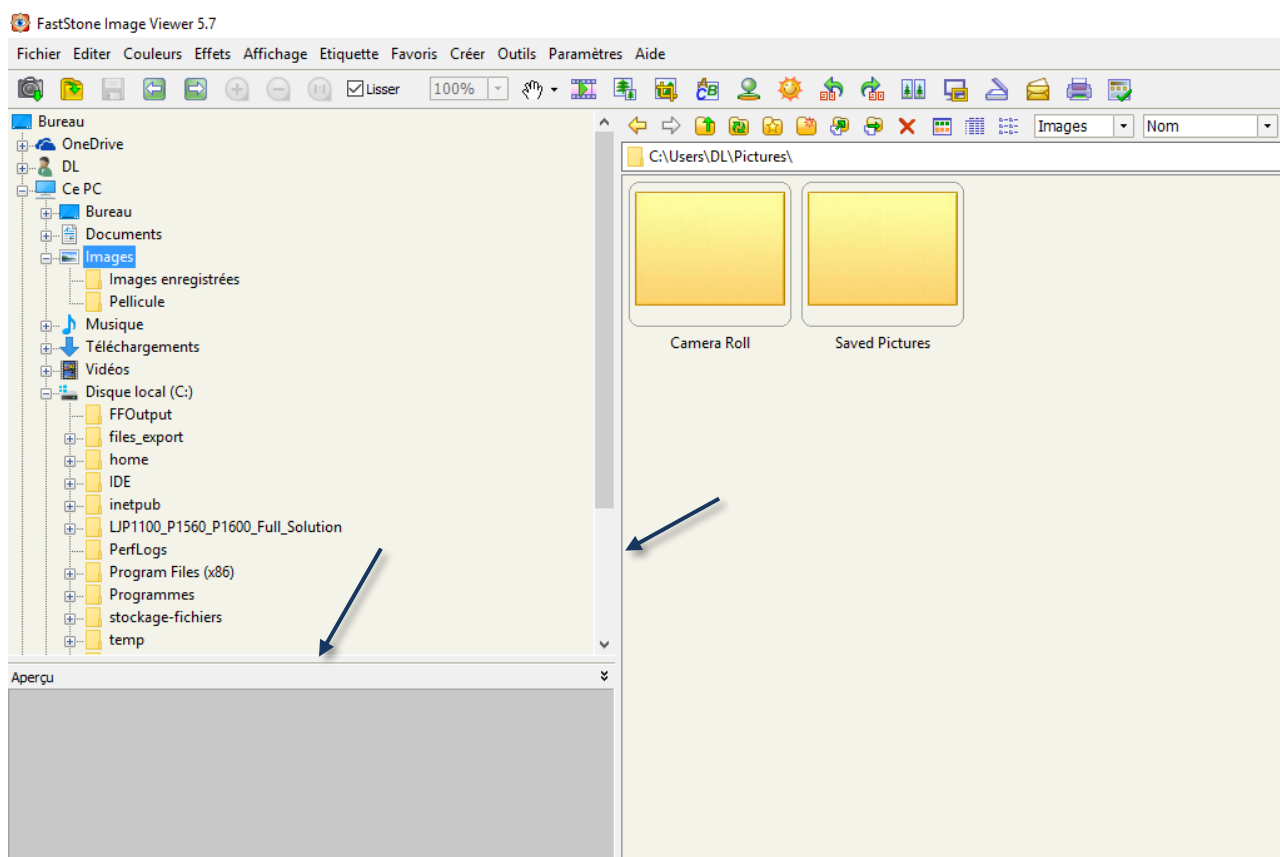 FastStone Image Viewer 5.7
Fichier Editer Couleurs Effets Affichage Etiquette Favoris Créer Outils Paramètres Aide
1:1 Lisser 100%
Bureau
OneDrive
DL
Ce PC
Bureau
Documents
Images
Images enregistrées
Pellicule
Musique
Téléchargements
Vidéos
Disque local (C:)
FFOutput
files_export
home
IDE
inetpub
LJP1100_P1560_P1600_Full_Solution
PerfLogs
Program Files (x86)
Programmes
stockage-fichiers
temp
Aperçu
Images Nom
C:\Users\DL\Pictures\
Camera Roll Saved Pictures